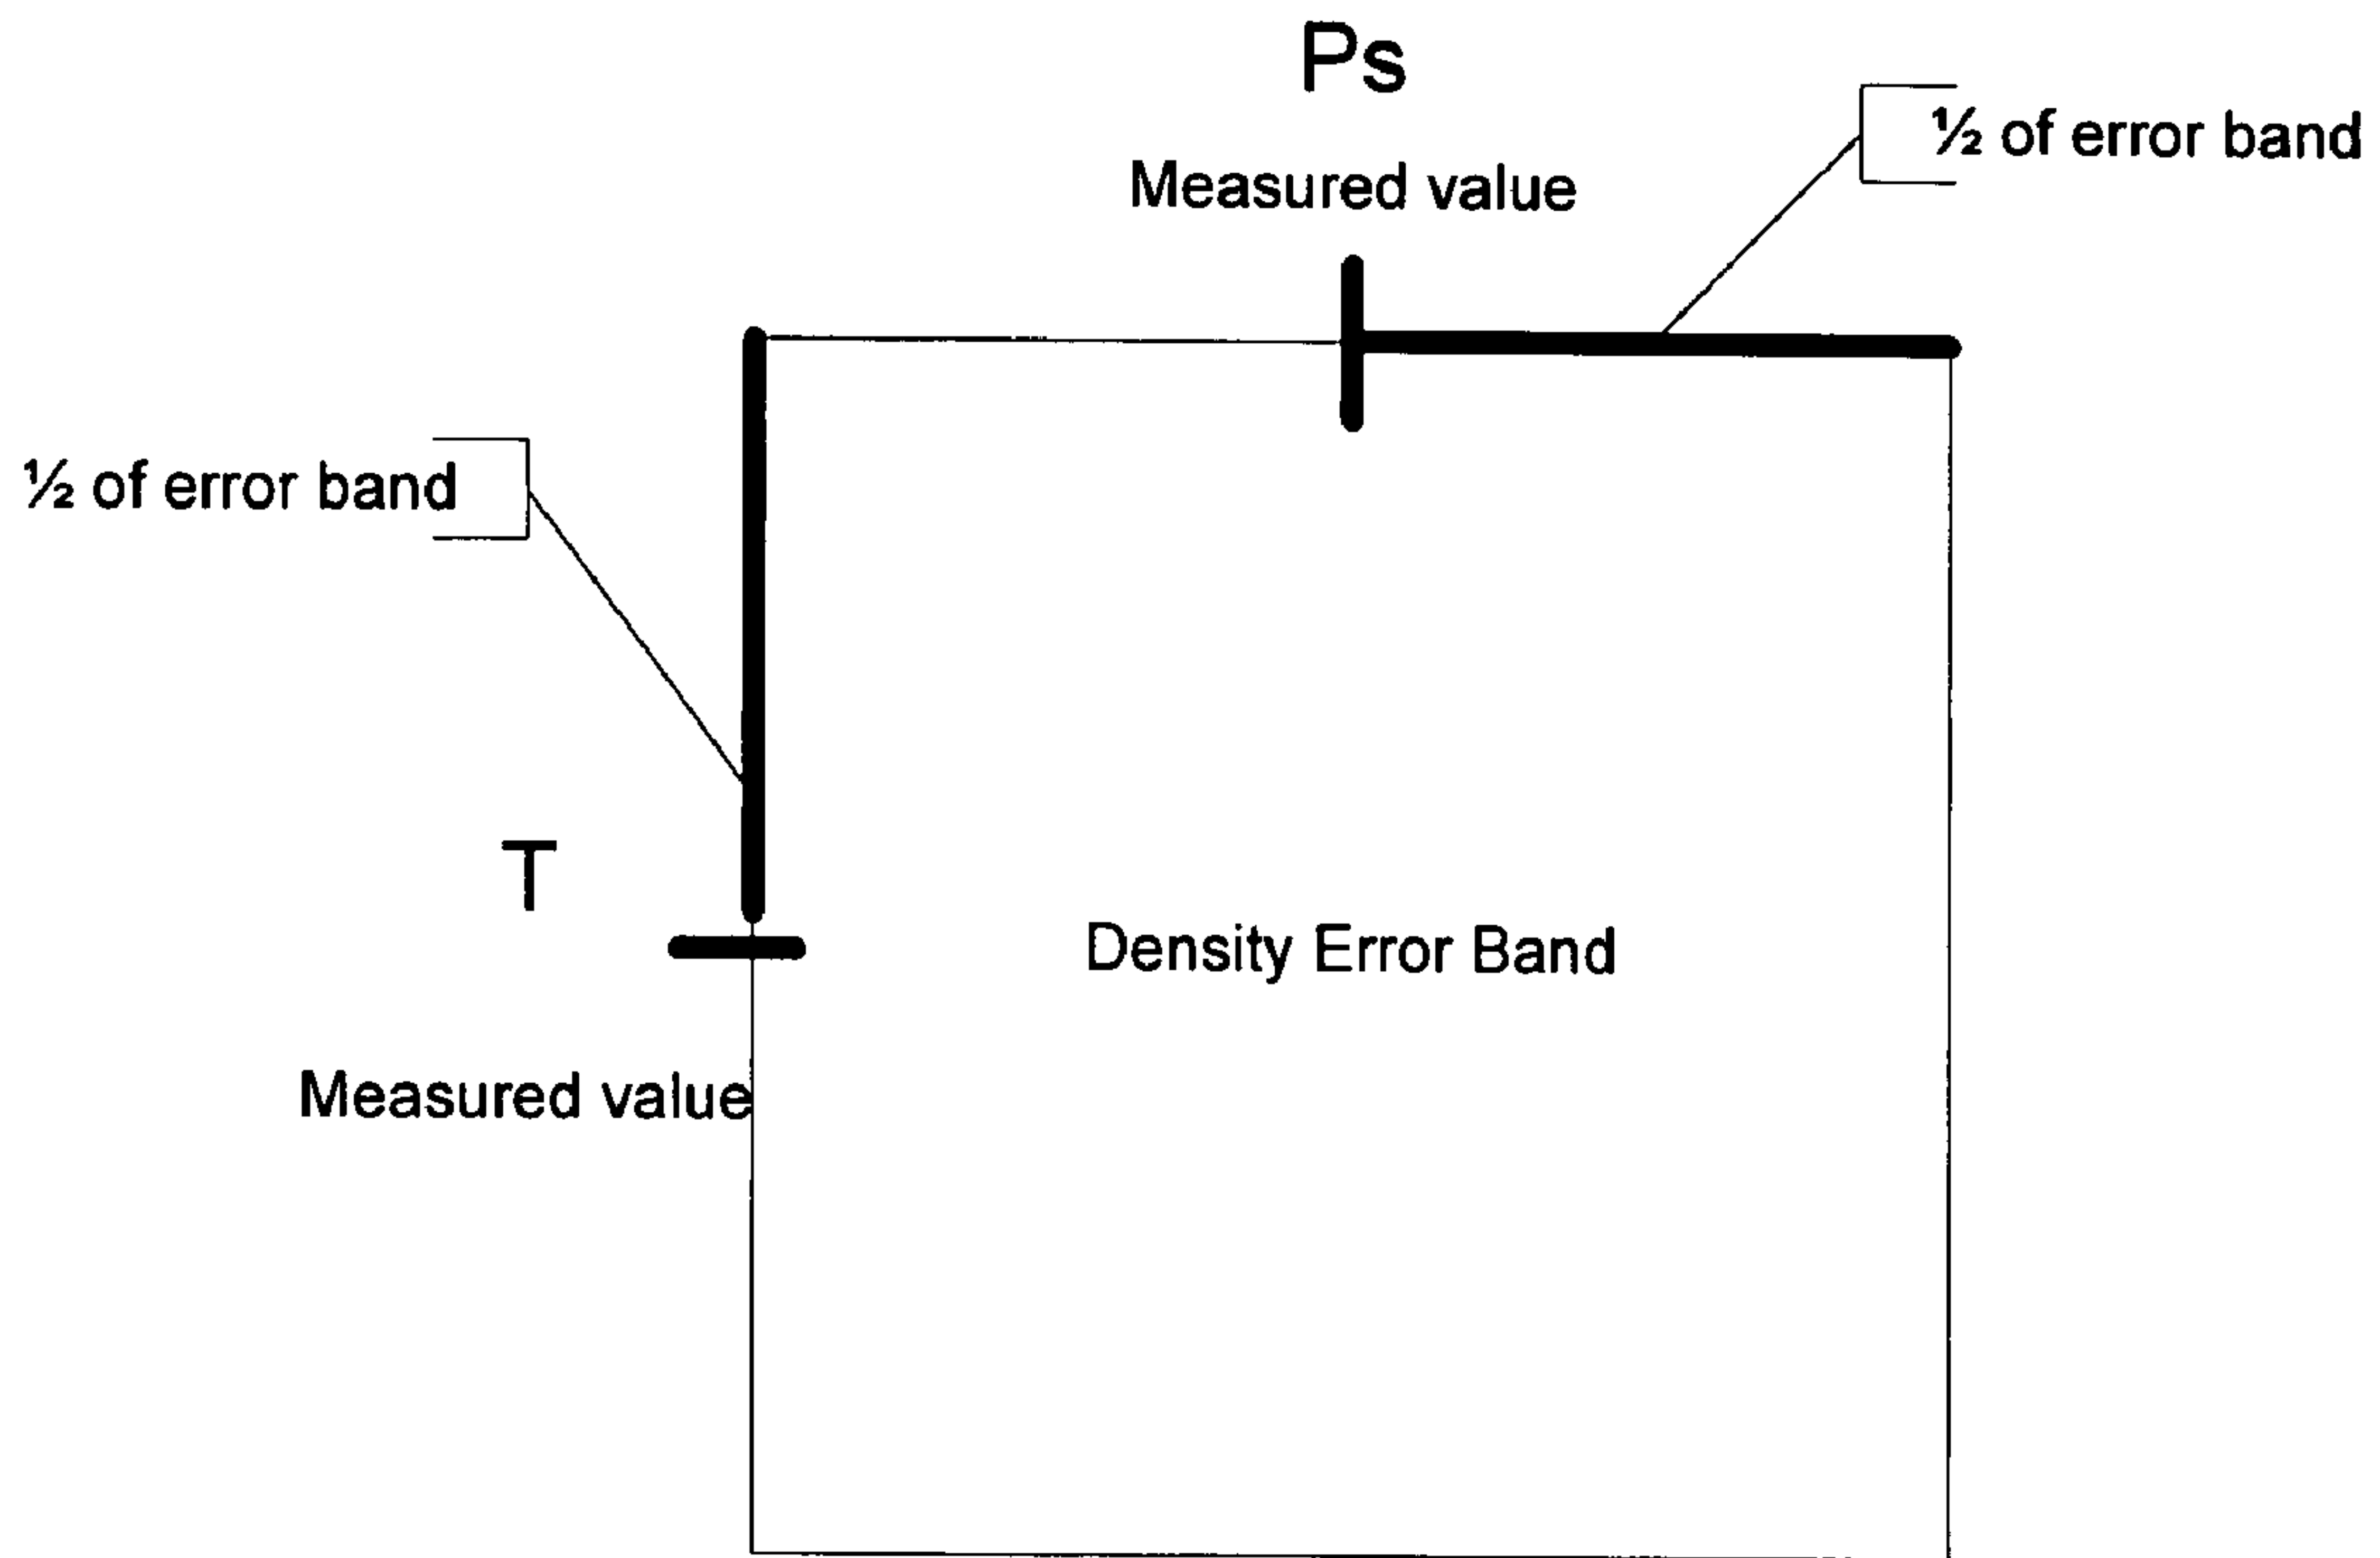 Ps
½ of error band
Measured value
½ of error band
T
Density Error Band
Measured value